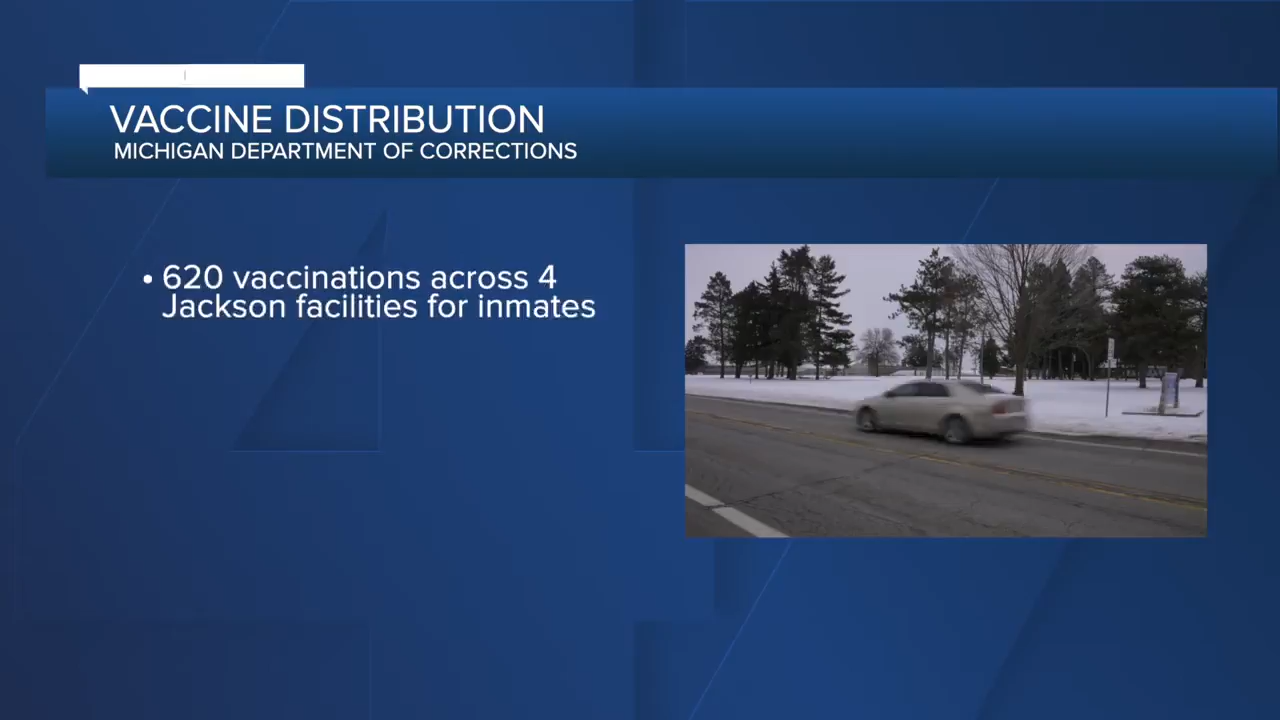 VACCINE DISTRIBUTION
MICHIGAN DEPARTMENT OF CORRECTIONS
• 620 vaccinations across 4
Jackson facilities for inmates